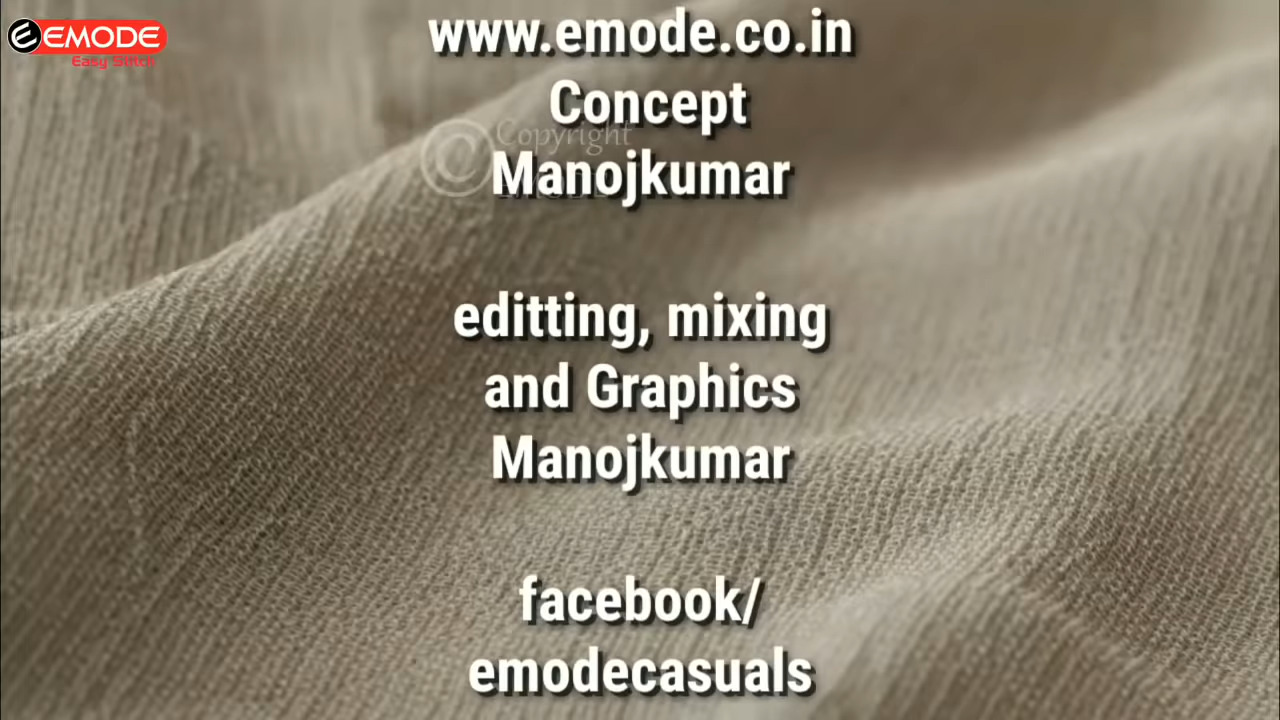 EMODE
Easy Stitch
www.emode.co.in
Concept
Copyright
Manojkumar
editting, mixing
and Graphics
Manojkumar
facebook/
emodecasuals